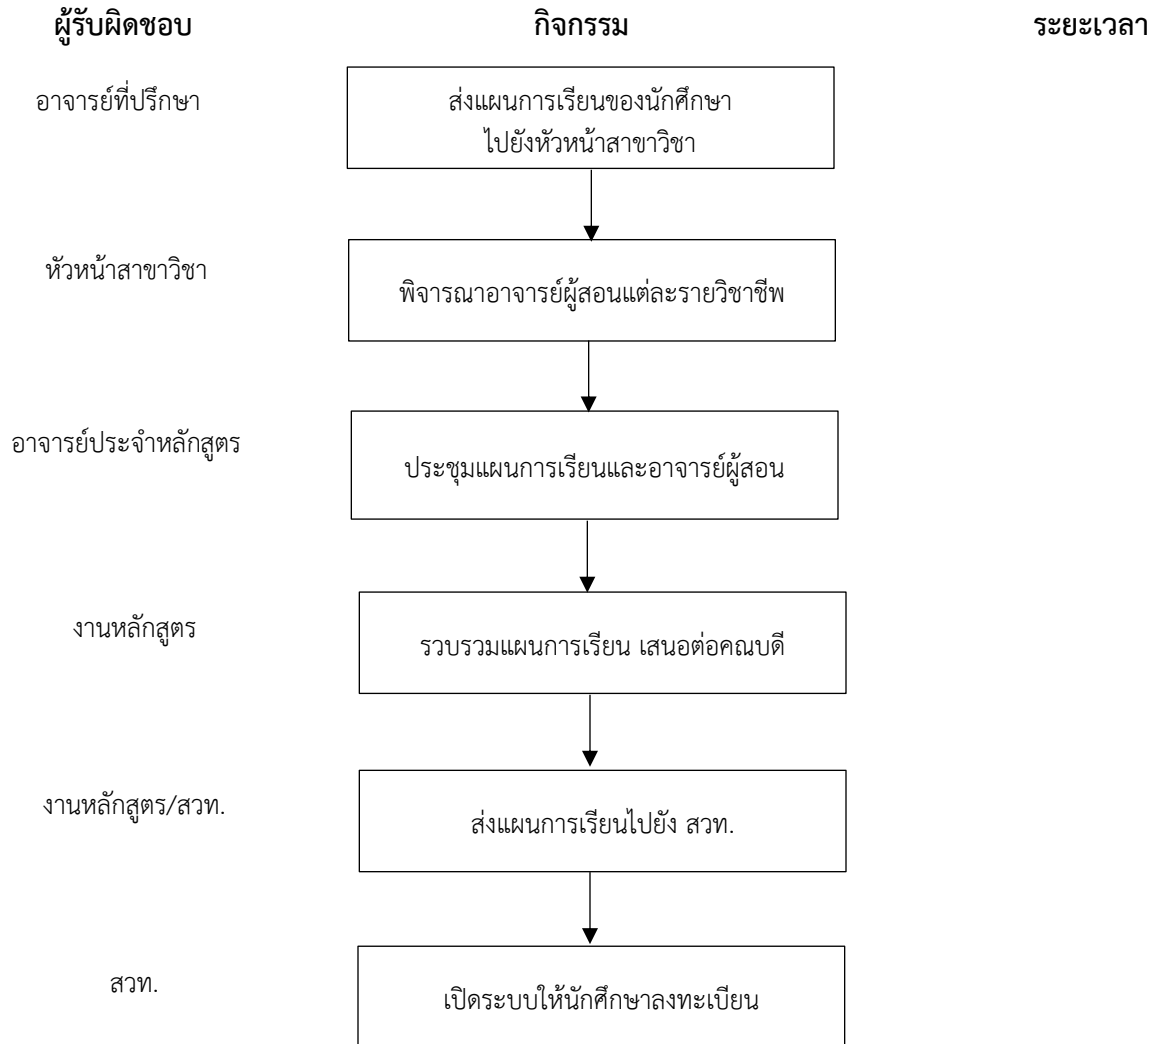 ผู้รับผิดชอบ กิจกรรม ระยะเวลา
อาจารย์ที่ปรึกษา
ส่งแผนการเรียนของนักศึกษา
ไปยังหัวหน้าสาขาวิชา
หัวหน้าสาขาวิชา
พิจารณาอาจารย์ผู้สอนแต่ละรายวิชาชีพ
อาจารย์ประจำหลักสูตร
ประชุมแผนการเรียนและอาจารย์ผู้สอน
งานหลักสูตร
รวบรวมแผนการเรียน เสนอต่อคณบดี
งานหลักสูตร/สวท.
ส่งแผนการเรียนไปยัง สวท.
สวท.
เปิดระบบให้นักศึกษาลงทะเบียน